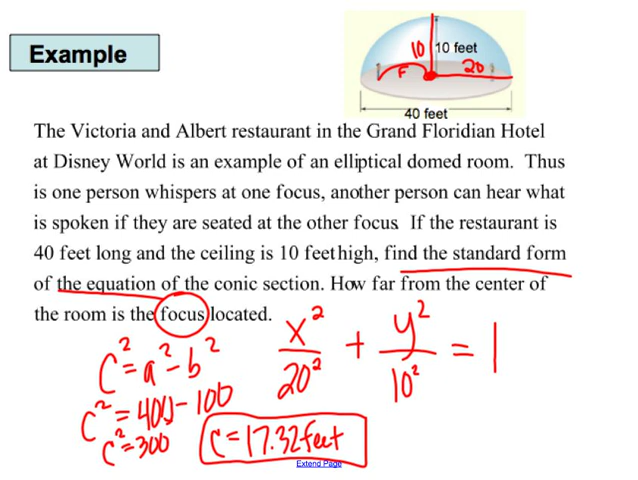 Example
10
10 feet
F
20
40 feet
The Victoria and Albert restaurant in the Grand Floridian Hotel
at Disney World is an example of an elliptical domed room. Thus
is one person whispers at one focus, another person can hear what
is spoken if they are seated at the other focus. If the restaurant is
40 feet long and the ceiling is 10 feet high, find the standard form
of the equation of the conic section. How far from the center of
the room is the focus located.
x²/20² + y²/10² = 1
c² = a² - b²
c² = 400 - 100
c² = 300
c = 17.32 feet
Extend Page